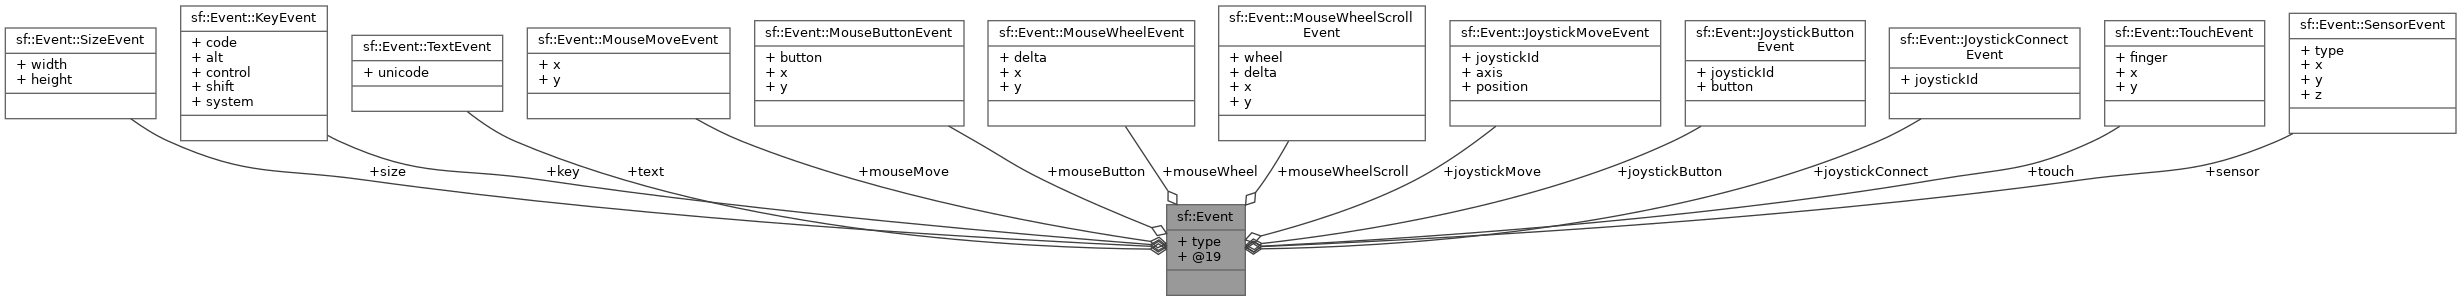 sf::Event::SizeEvent
+ width
+ height
sf::Event::KeyEvent
+ code
+ alt
+ control
+ shift
+ system
sf::Event::TextEvent
+ unicode
sf::Event::MouseMoveEvent
+ x
+ y
sf::Event::MouseButtonEvent
+ button
+ x
+ y
sf::Event::MouseWheelEvent
+ delta
+ x
+ y
sf::Event::MouseWheelScroll
Event
+ wheel
+ delta
+ x
+ y
sf::Event::JoystickMoveEvent
+ joystickId
+ axis
+ position
sf::Event::JoystickButton
Event
+ joystickId
+ button
sf::Event::JoystickConnect
Event
+ joystickId
sf::Event::TouchEvent
+ finger
+ x
+ y
sf::Event::SensorEvent
+ type
+ x
+ y
+ z
+size
+key
+text
+mouseMove
+mouseButton
+mouseWheel
+mouseWheelScroll
+joystickMove
+joystickButton
+joystickConnect
+touch
+sensor
sf::Event
+ type
+ @19